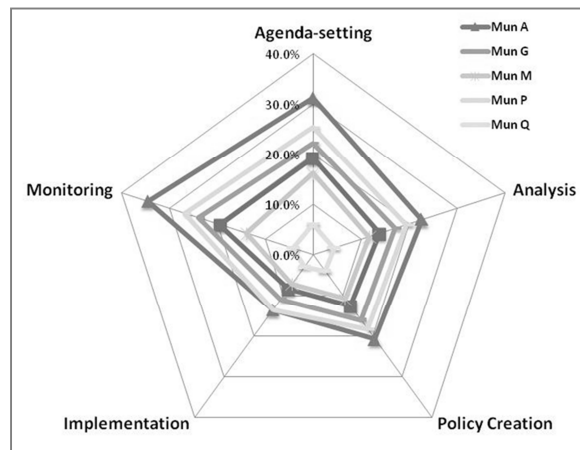 Agenda-setting
40.0%
30.0%
20.0%
10.0%
0.0%
Analysis
Policy Creation
Implementation
Monitoring
Mun A
Mun G
Mun M
Mun P
Mun Q